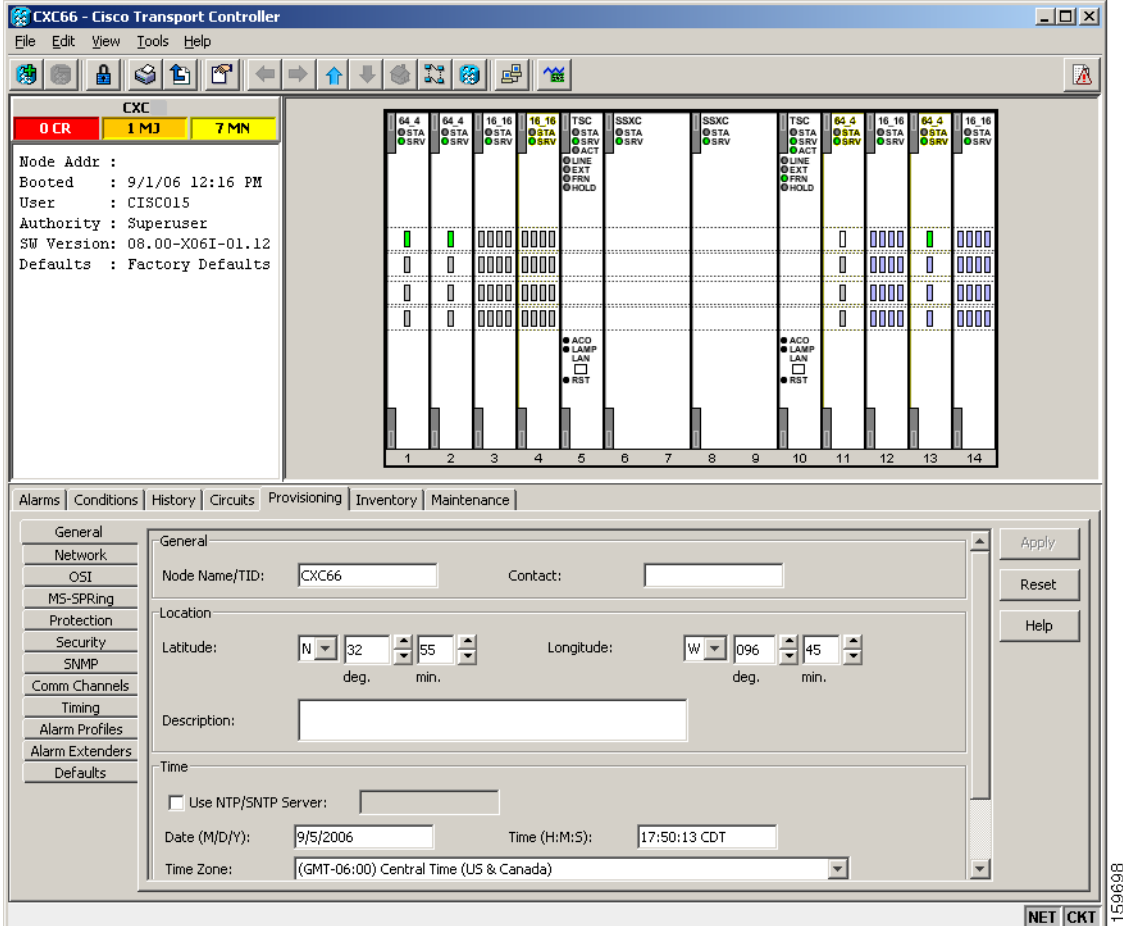 CXC66 - Cisco Transport Controller
File Edit View Tools Help
CXC
0 CR 1 MJ 7 MN
Node Addr :
Booted : 9/1/06 12:16 PM
User : CISCO15
Authority : Superuser
SW Version: 08.00-X06I-01.12
Defaults : Factory Defaults
64_4 64_4 16_16 16_16 TSC SSXC SSXC TSC 64_4 16_16 64_4 16_16
STA STA STA STA STA STA STA STA STA STA STA STA
SRV SRV SRV SRV SRV SRV SRV SRV SRV SRV SRV SRV
ACT ACT
LINE LINE
EXT EXT
FRN FRN
HOLD HOLD
ACO ACO
LAMP LAMP
LAN LAN
RST RST
1 2 3 4 5 6 7 8 9 10 11 12 13 14
Alarms Conditions History Circuits Provisioning Inventory Maintenance
General
Network
OSI
MS-SPRing
Protection
Security
SNMP
Comm Channels
Timing
Alarm Profiles
Alarm Extenders
Defaults
General
Node Name/TID: CXC66 Contact:
Location
Latitude: N 32 55 Longitude: W 096 45
deg. min. deg. min.
Description:
Time
Use NTP/SNTP Server:
Date (M/D/Y): 9/5/2006 Time (H:M:S): 17:50:13 CDT
Time Zone: (GMT-06:00) Central Time (US & Canada)
Apply
Reset
Help
NET CKT
159698